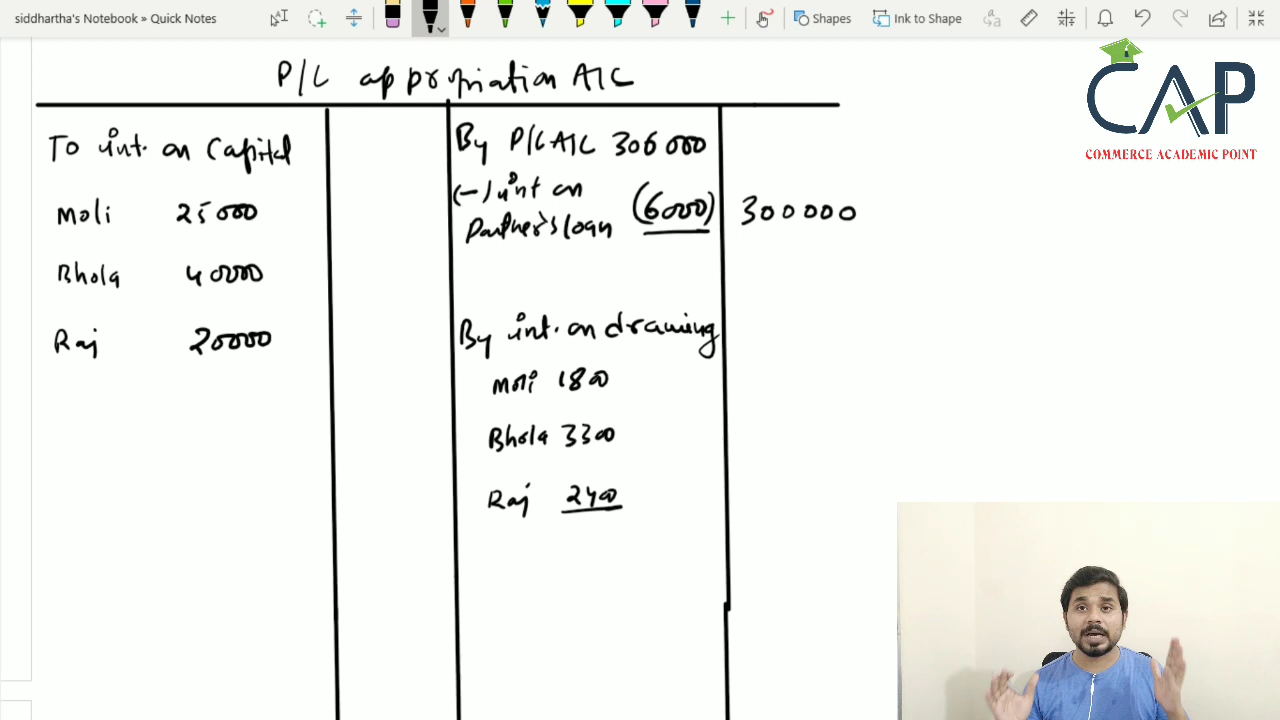 siddhartha's Notebook » Quick Notes
Shapes
Ink to Shape
P/L appropriation A/C
To int. on Capital
Moli 25000
Bhola 40000
Raj 20000
By P/L A/C 306000
(-) int on
Partner's loan (6000) 300000
By int. on drawing
Moli 1800
Bhola 3300
Raj 2400
CAP
COMMERCE ACADEMIC POINT